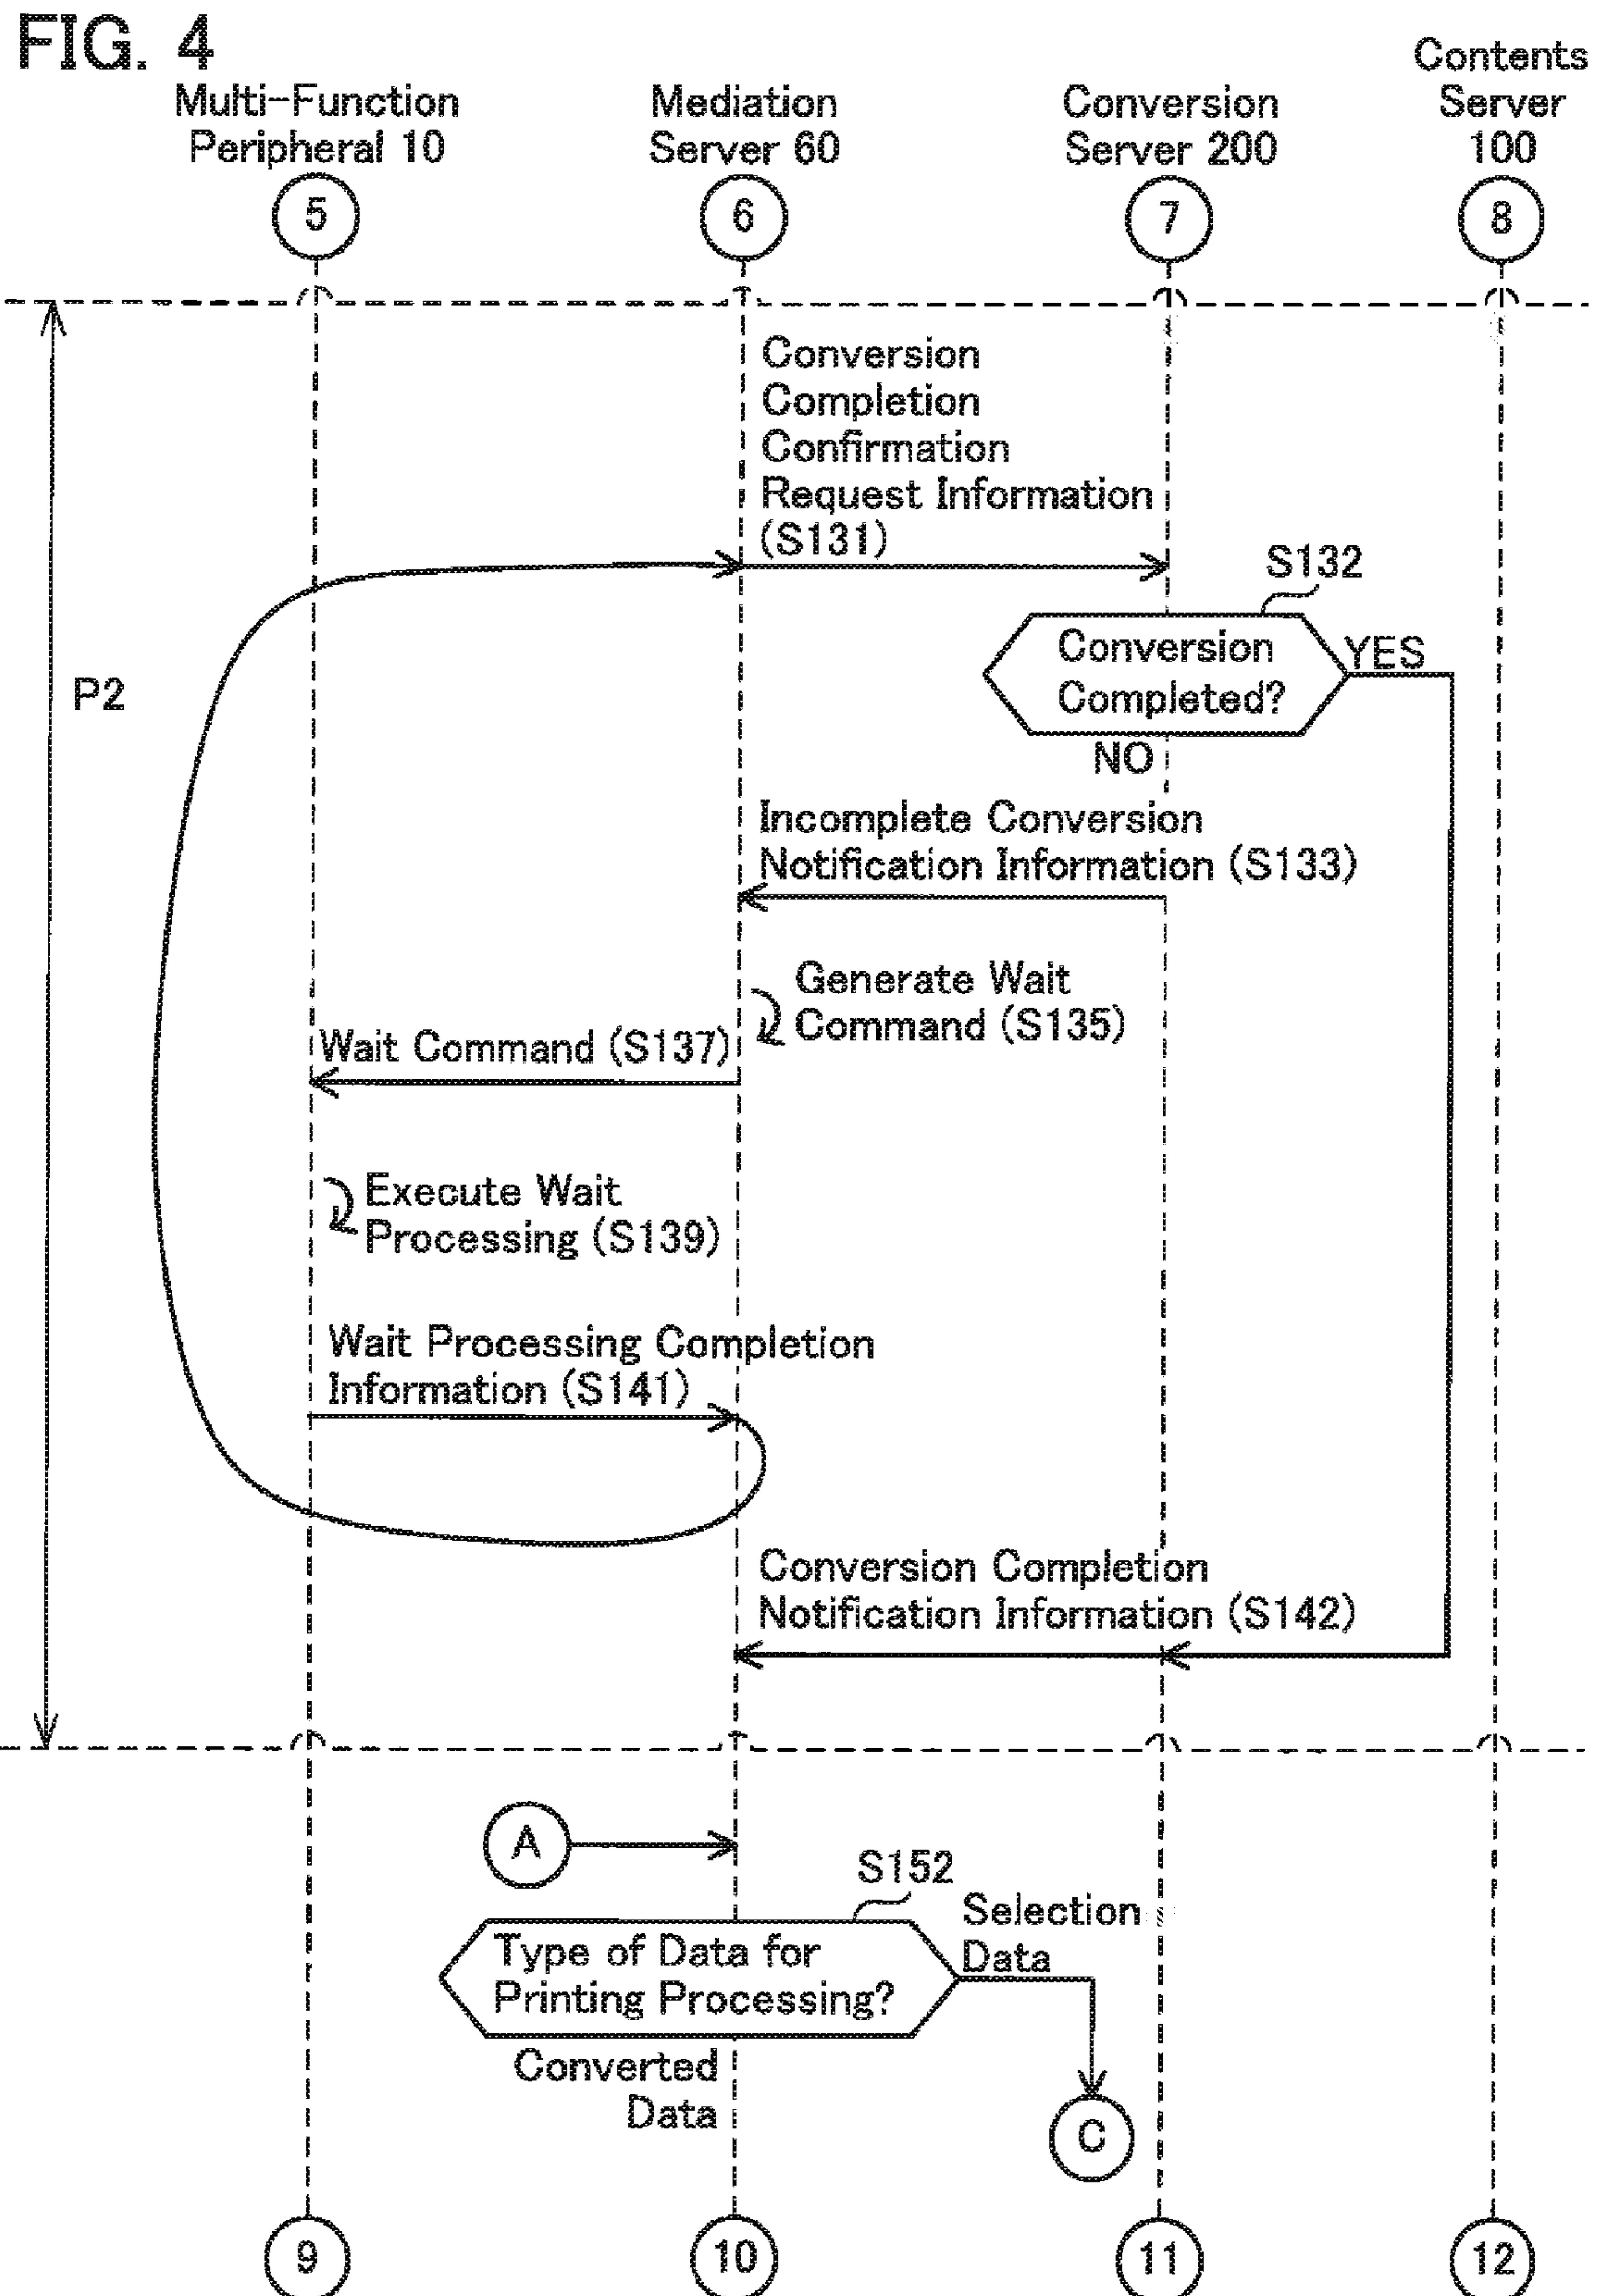 FIG. 4
Multi-Function
Peripheral 10
Mediation
Server 60
Conversion
Server 200
Contents
Server
100
5
6
7
8
P2
Conversion
Completion
Confirmation
Request Information
(S131)
S132
Conversion
Completed?
YES
NO
Incomplete Conversion
Notification Information (S133)
Generate Wait
Command (S135)
Wait Command (S137)
Execute Wait
Processing (S139)
Wait Processing Completion
Information (S141)
Conversion Completion
Notification Information (S142)
A
S152
Type of Data for
Printing Processing?
Selection
Data
Converted
Data
C
9
10
11
12